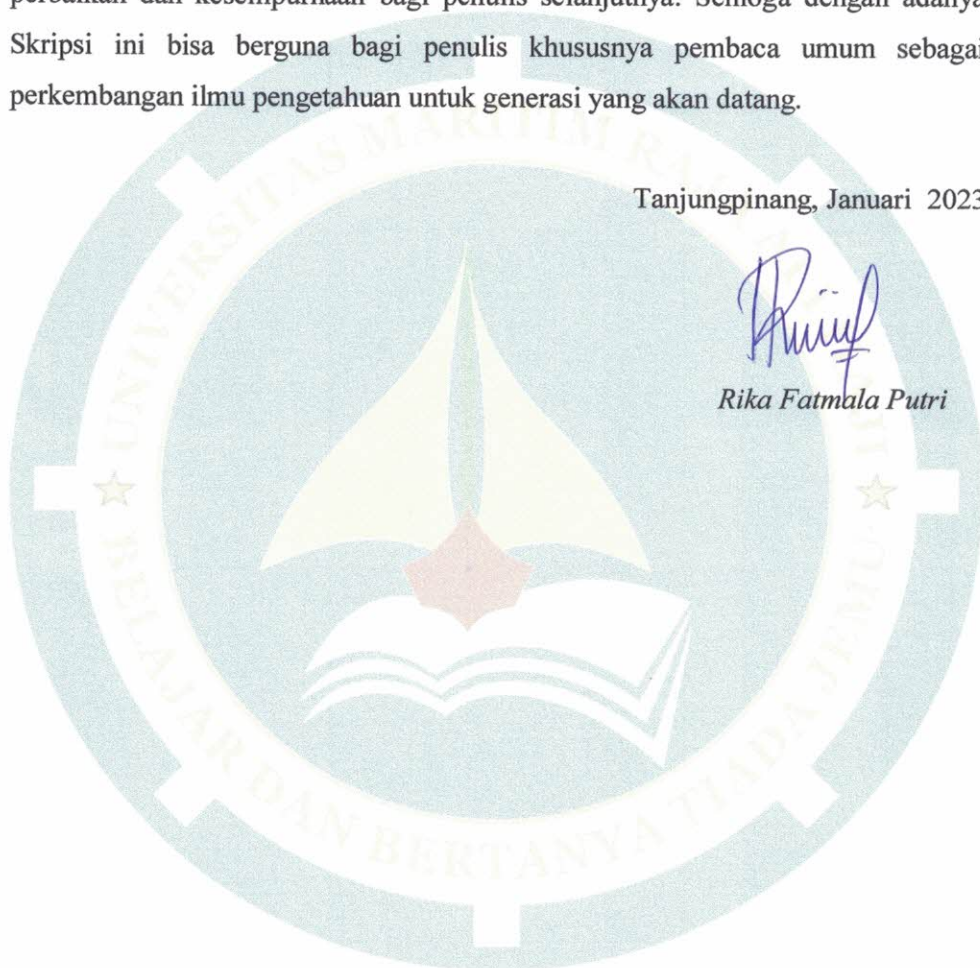 perbaikan dan kesempurnaan bagi penulis selanjutnya. Semoga dengan adanya
Skripsi ini bisa berguna bagi penulis khususnya pembaca umum sebagai
perkembangan ilmu pengetahuan untuk generasi yang akan datang.
Tanjungpinang, Januari 2023
Rika Fatmala Putri
UNIVERSITAS MARITIM RAJA
BELAJAR DAN BERTANYA TIADA JEMU